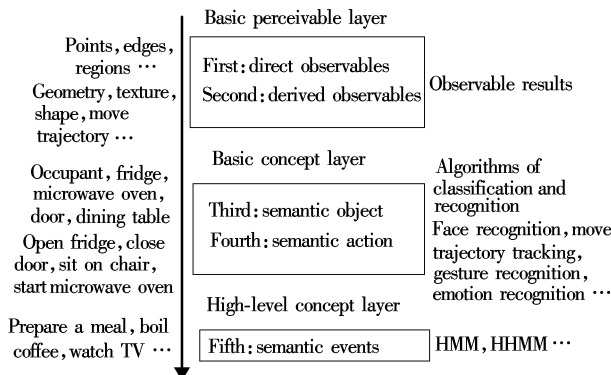 Basic perceivable layer
Points, edges,
regions ⋯
Geometry, texture,
shape, move
trajectory ⋯
First: direct observables
Second: derived observables
Observable results
Basic concept layer
Occupant, fridge,
microwave oven,
door, dining table
Open fridge, close
door, sit on chair,
start microwave oven
Third: semantic object
Fourth: semantic action
Algorithms of
classification and
recognition
Face recognition, move
trajectory tracking,
gesture recognition,
emotion recognition ⋯
High-level concept layer
Prepare a meal, boil
coffee, watch TV ⋯
Fifth: semantic events
HMM, HHMM ⋯